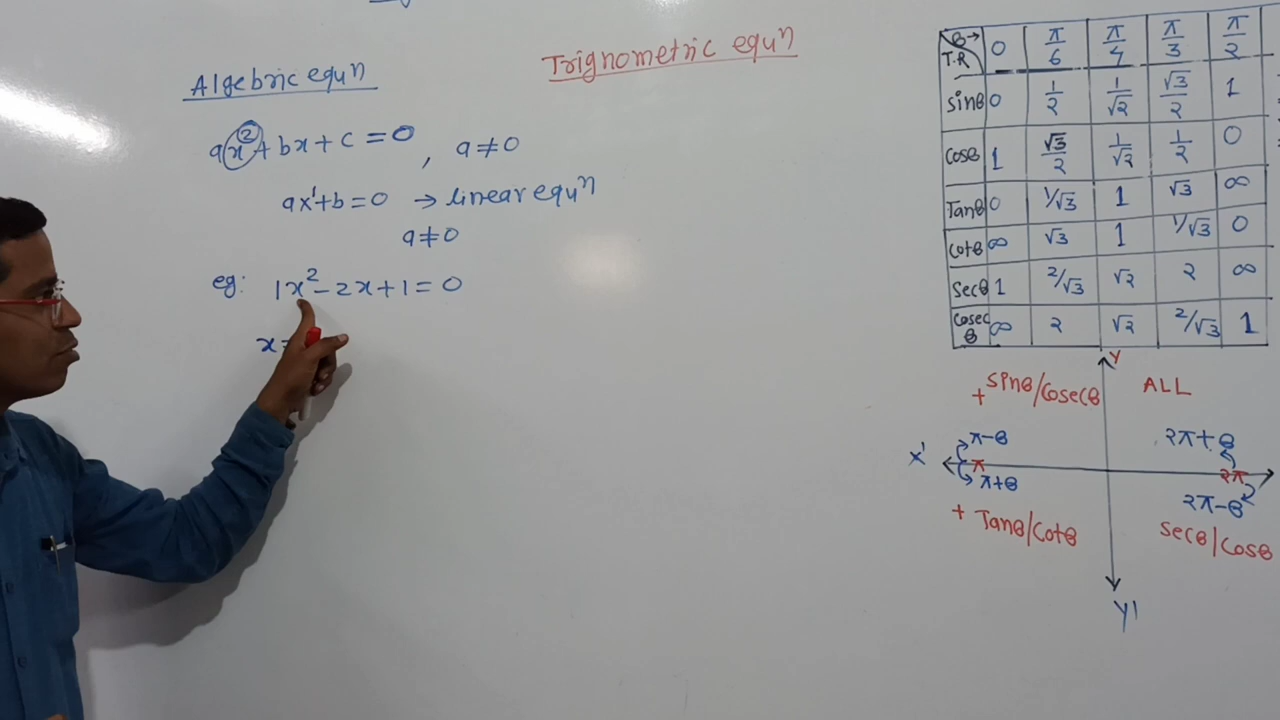 Trignometric equⁿ
Algebric equⁿ
ax²+bx+c=0 , a≠0
ax¹+b=0 → linear equⁿ
a≠0
eg: 1x²-2x+1=0
x=
θ→ T.R 0 π/6 π/4 π/3 π/2
sinθ 0 1/2 1/√2 √3/2 1
cosθ 1 √3/2 1/√2 1/2 0
Tanθ 0 1/√3 1 √3 ∞
cotθ ∞ √3 1 1/√3 0
secθ 1 2/√3 √2 2 ∞
cosec θ ∞ 2 √2 2/√3 1
Y
+ sinθ/cosecθ ALL
π-θ 2π+θ
X' π 2π
π+θ 2π-θ
+ Tanθ/cotθ secθ/cosθ
Y'